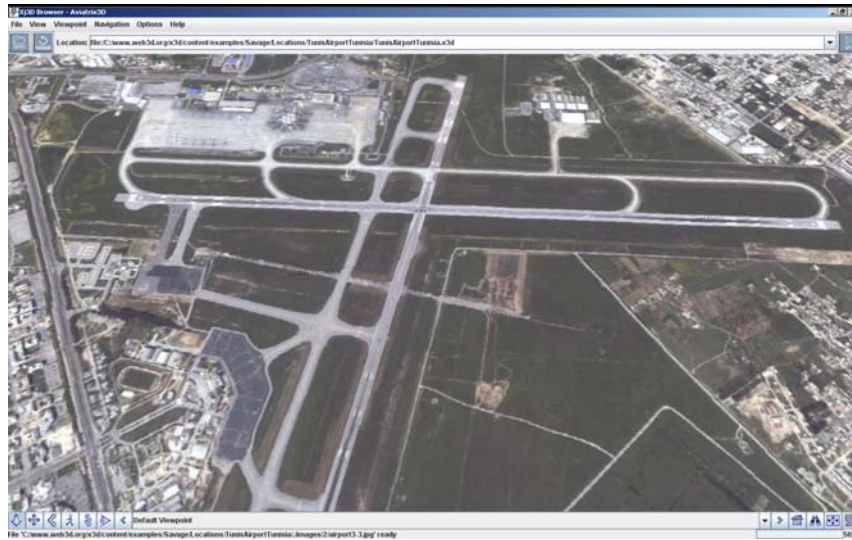 Xj3D Browser - Aviatrix3D
File View Viewpoint Navigation Options Help
Location: file:/C:/www.web3d.org/x3d/content/examples/Savage/Locations/TunisAirportTunisia/TunisAirportTunisia.x3d
Default Viewpoint
File 'C:/www.web3d.org/x3d/content/examples/Savage/Locations/TunisAirportTunisia/./images/2/airport3-3.jpg' ready